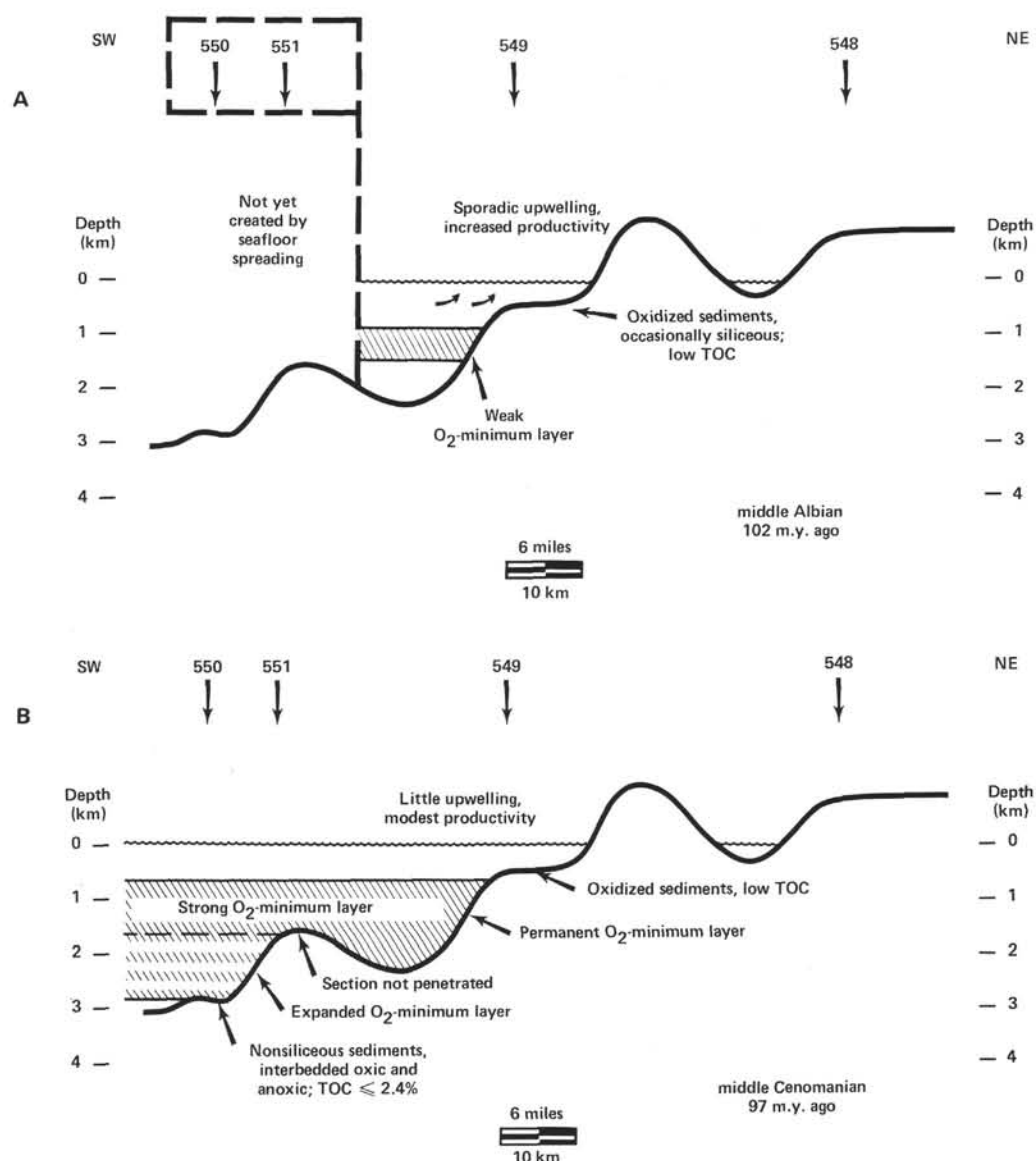 A
SW
550
551
549
548
NE
Not yet
created by
seafloor
spreading
Sporadic upwelling,
increased productivity
Depth
(km)
0
1
2
3
4
Depth
(km)
0
1
2
3
4
Oxidized sediments,
occasionally siliceous;
low TOC
Weak
O2-minimum layer
middle Albian
102 m.y. ago
6 miles
10 km
B
SW
550
551
549
548
NE
Little upwelling,
modest productivity
Depth
(km)
0
1
2
3
4
Depth
(km)
0
1
2
3
4
Strong O2-minimum layer
Oxidized sediments, low TOC
Permanent O2-minimum layer
Section not penetrated
Expanded O2-minimum layer
Nonsiliceous sediments,
interbedded oxic and
anoxic; TOC ⩽ 2.4%
middle Cenomanian
97 m.y. ago
6 miles
10 km